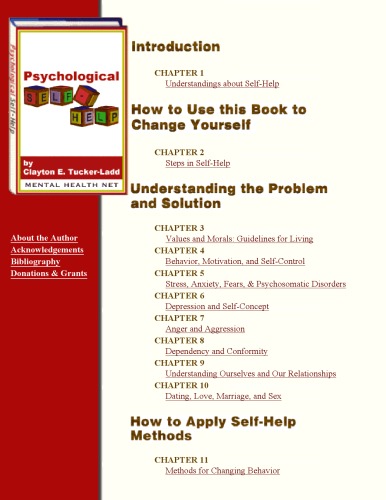 Psychological Self-Help
Psychological
SELF-
HELP
by
Clayton E. Tucker-Ladd
MENTAL HEALTH NET
About the Author
Acknowledgements
Bibliography
Donations & Grants
Introduction
CHAPTER 1
Understandings about Self-Help
How to Use this Book to
Change Yourself
CHAPTER 2
Steps in Self-Help
Understanding the Problem
and Solution
CHAPTER 3
Values and Morals: Guidelines for Living
CHAPTER 4
Behavior, Motivation, and Self-Control
CHAPTER 5
Stress, Anxiety, Fears, & Psychosomatic Disorders
CHAPTER 6
Depression and Self-Concept
CHAPTER 7
Anger and Aggression
CHAPTER 8
Dependency and Conformity
CHAPTER 9
Understanding Ourselves and Our Relationships
CHAPTER 10
Dating, Love, Marriage, and Sex
How to Apply Self-Help
Methods
CHAPTER 11
Methods for Changing Behavior